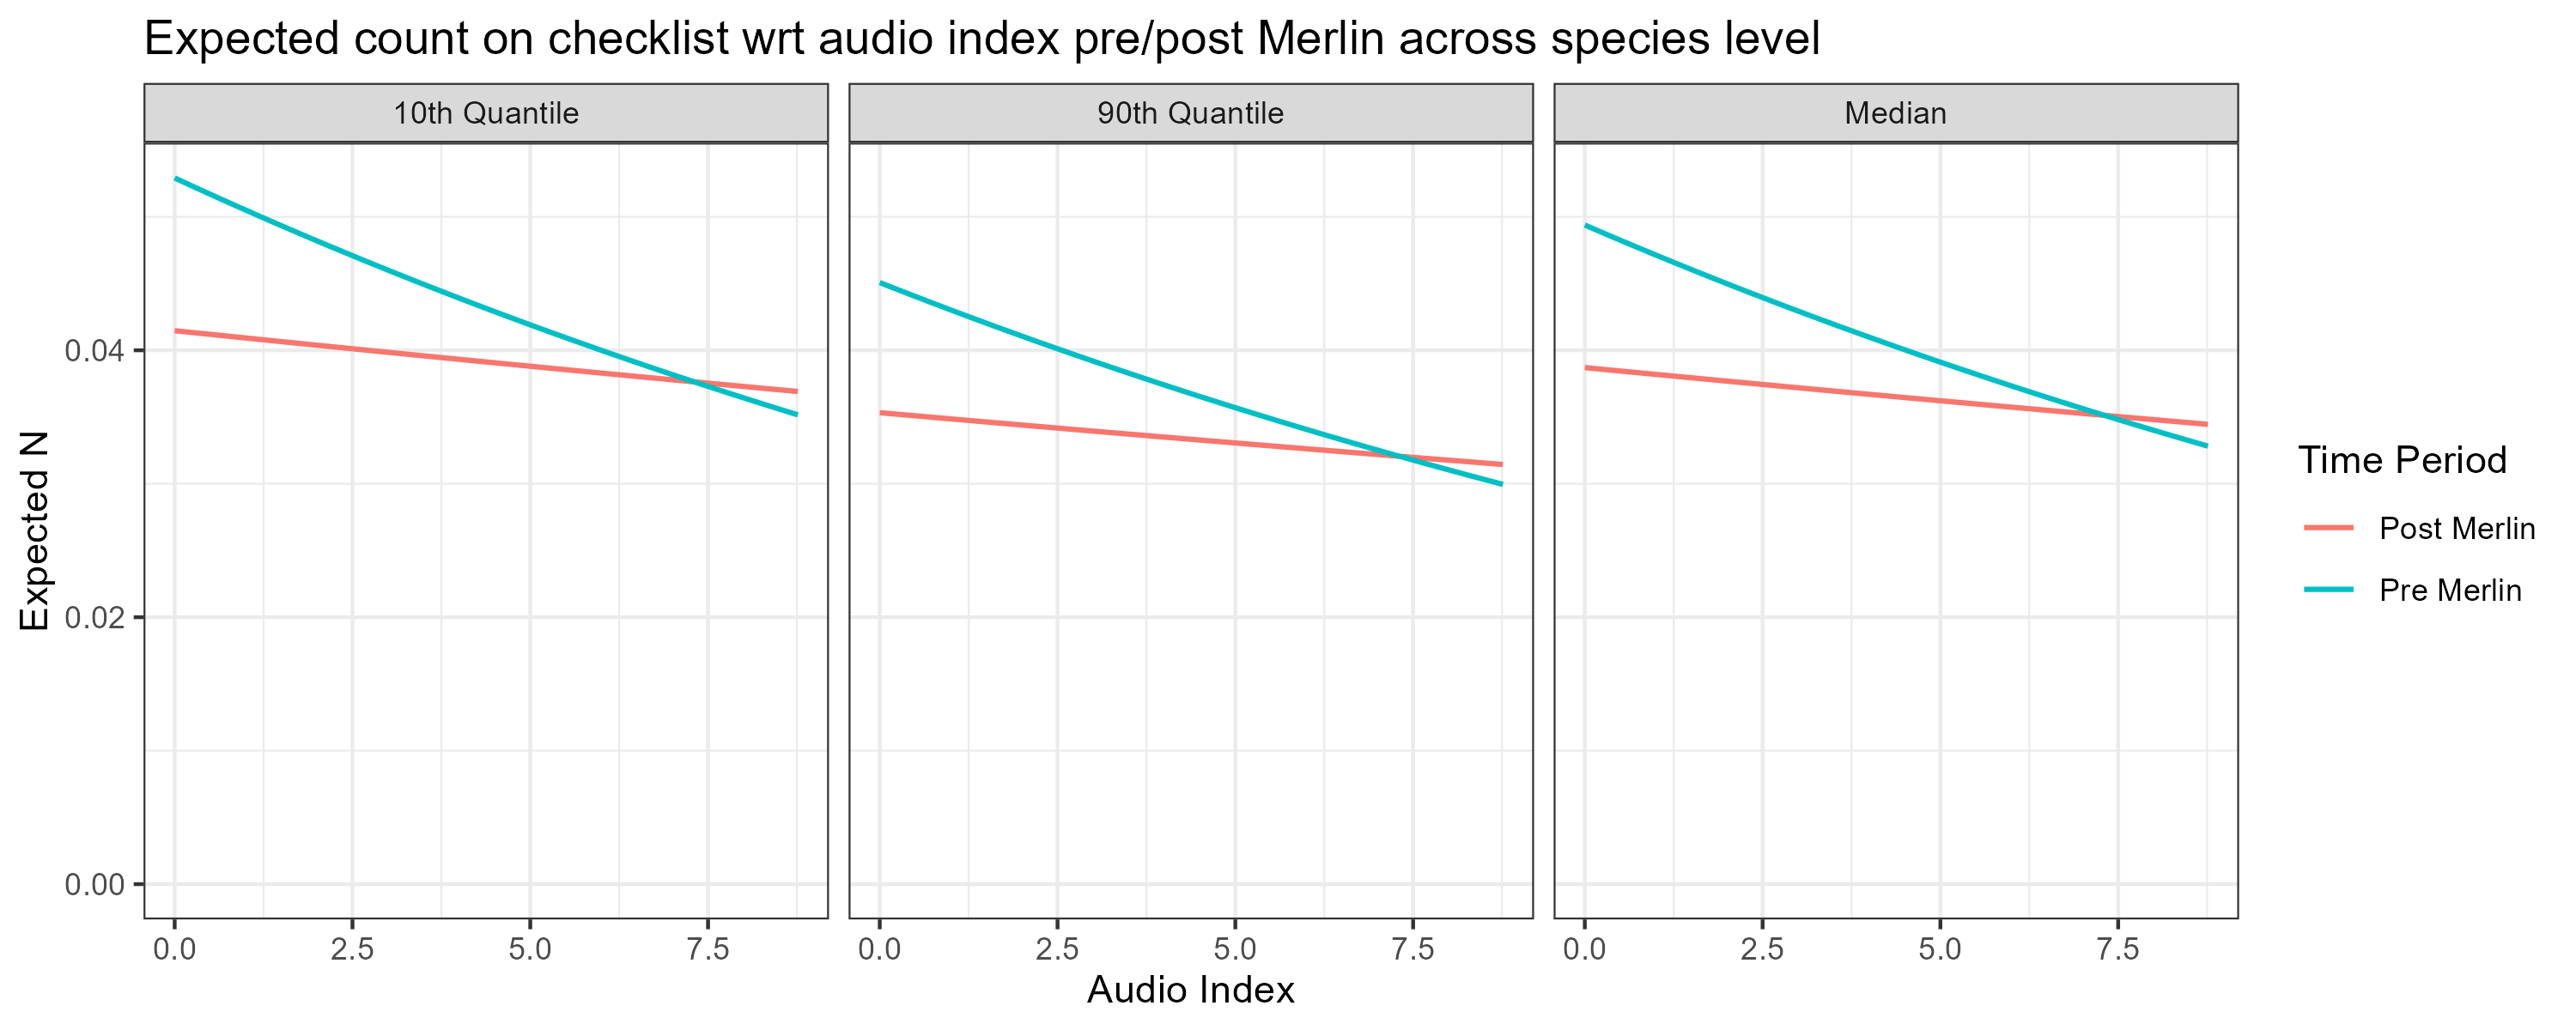 Expected count on checklist wrt audio index pre/post Merlin across species level
10th Quantile
90th Quantile
Median
Expected N
0.04
0.02
0.00
0.0 2.5 5.0 7.5
0.0 2.5 5.0 7.5
0.0 2.5 5.0 7.5
Audio Index
Time Period
Post Merlin
Pre Merlin